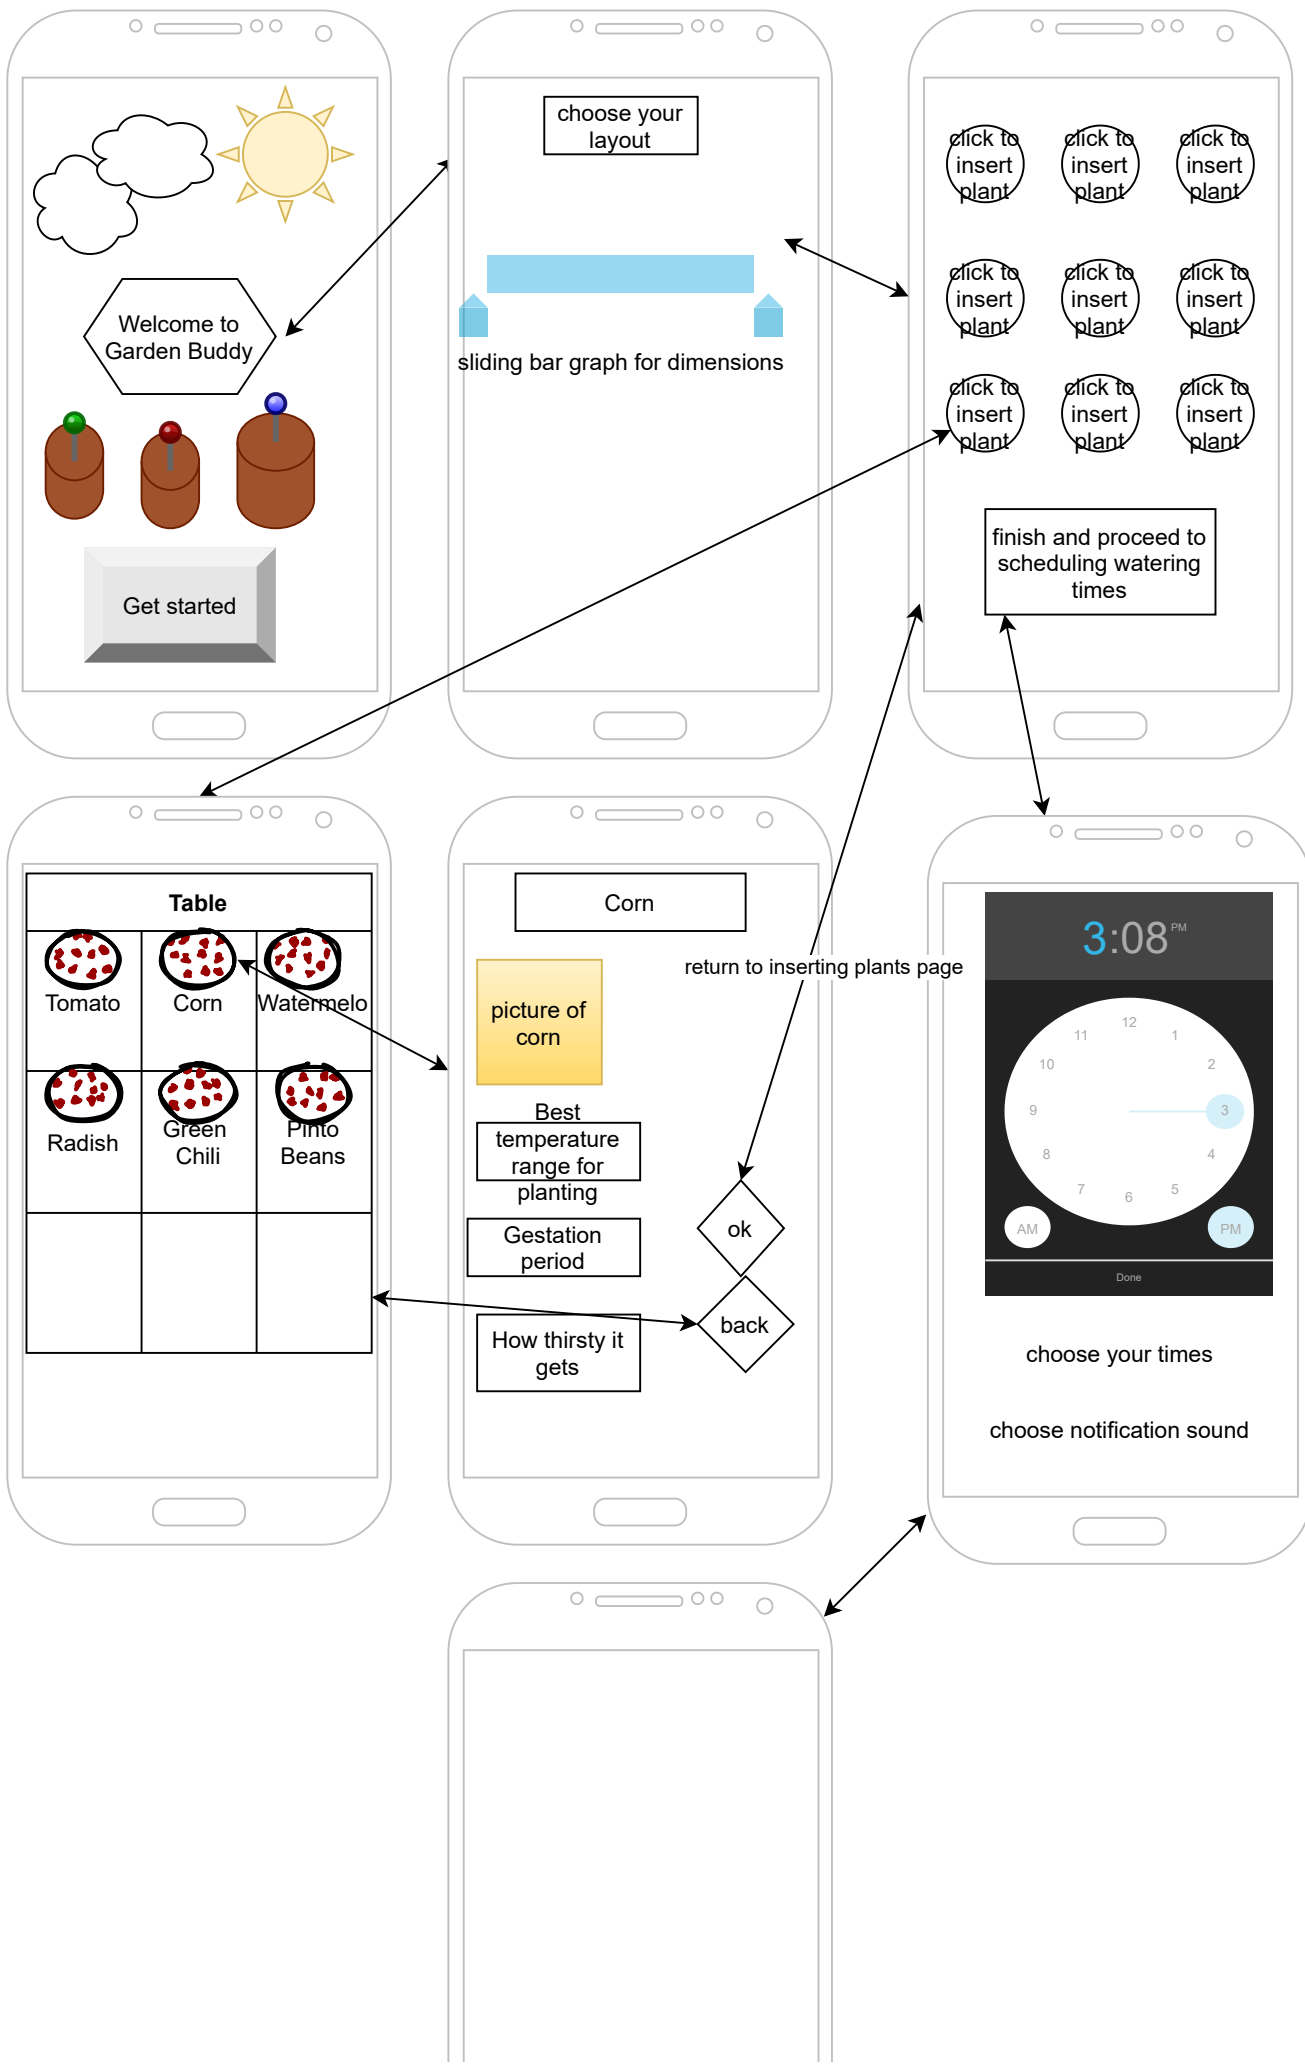 Welcome to
Garden Buddy
Get started
choose your
layout
sliding bar graph for dimensions
click to
insert
plant
click to
insert
plant
click to
insert
plant
click to
insert
plant
click to
insert
plant
click to
insert
plant
click to
insert
plant
click to
insert
plant
click to
insert
plant
finish and proceed to
scheduling watering
times
Table
Tomato
Corn
Watermelo
Radish
Green
Chili
Pinto
Beans
Corn
return to inserting plants page
picture of
corn
Best
temperature
range for
planting
Gestation
period
How thirsty it
gets
ok
back
3:08 PM
12
1
2
3
4
5
6
7
8
9
10
11
AM
PM
Done
choose your times
choose notification sound